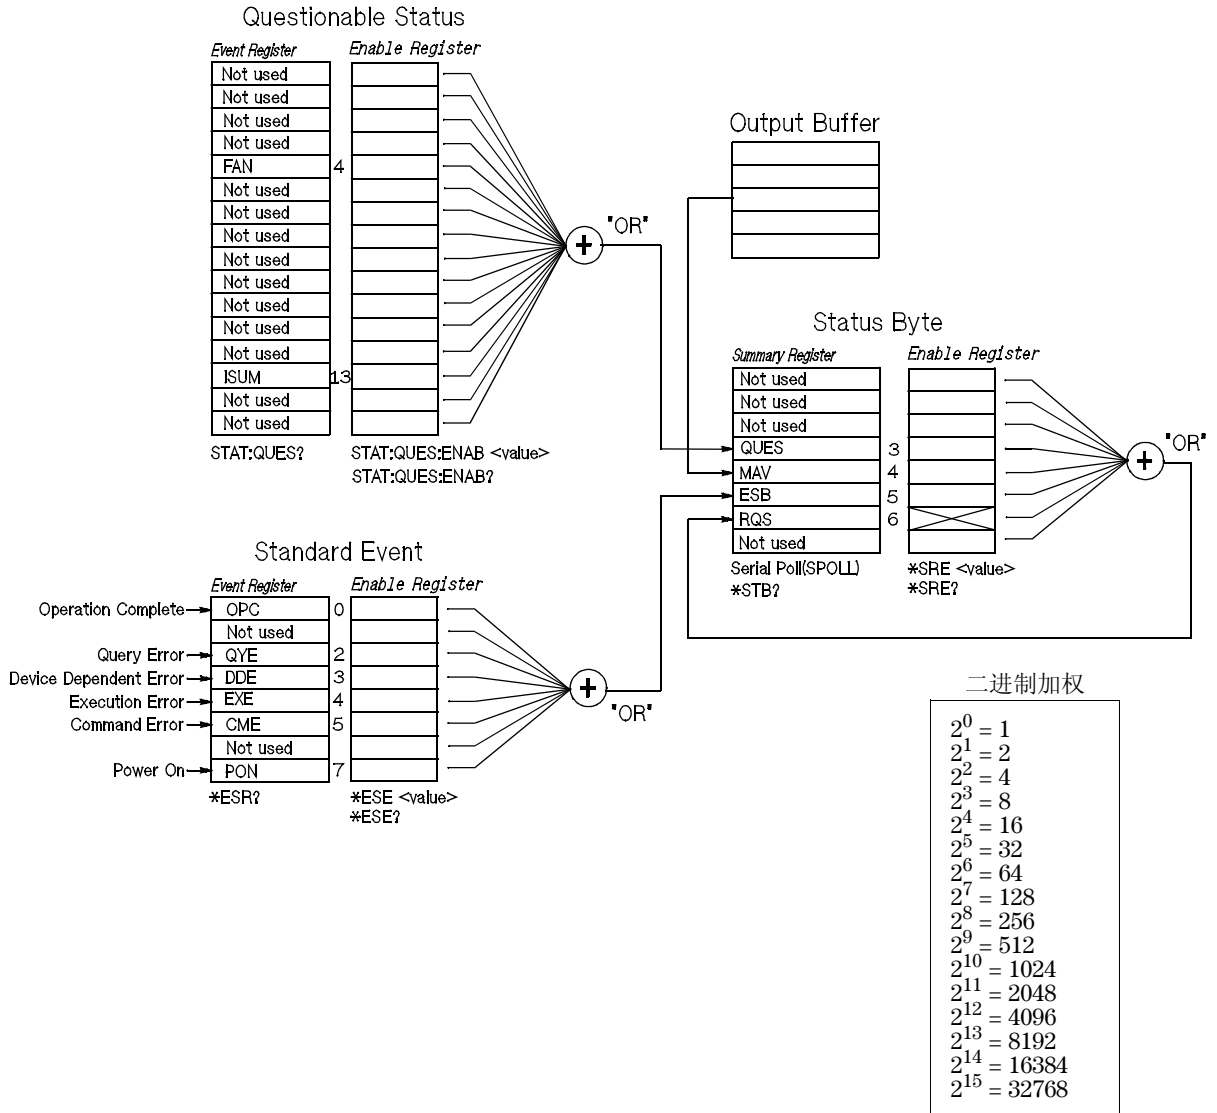 Questionable Status
Event Register
Enable Register
Not used
Not used
Not used
Not used
FAN 4
Not used
Not used
Not used
Not used
Not used
Not used
Not used
Not used
ISUM 13
Not used
Not used
STAT:QUES?
STAT:QUES:ENAB <value>
STAT:QUES:ENAB?
+
"OR"
Output Buffer
Status Byte
Summary Register
Enable Register
Not used
Not used
Not used
QUES 3
MAV 4
ESB 5
RQS 6
Not used
Serial Poll(SPOLL)
*STB?
*SRE <value>
*SRE?
+
"OR"
Standard Event
Event Register
Enable Register
Operation Complete OPC 0
Not used
Query Error QYE 2
Device Dependent Error DDE 3
Execution Error EXE 4
Command Error CME 5
Not used
Power On PON 7
*ESR?
*ESE <value>
*ESE?
+
"OR"
二进制加权
2^0 = 1
2^1 = 2
2^2 = 4
2^3 = 8
2^4 = 16
2^5 = 32
2^6 = 64
2^7 = 128
2^8 = 256
2^9 = 512
2^10 = 1024
2^11 = 2048
2^12 = 4096
2^13 = 8192
2^14 = 16384
2^15 = 32768